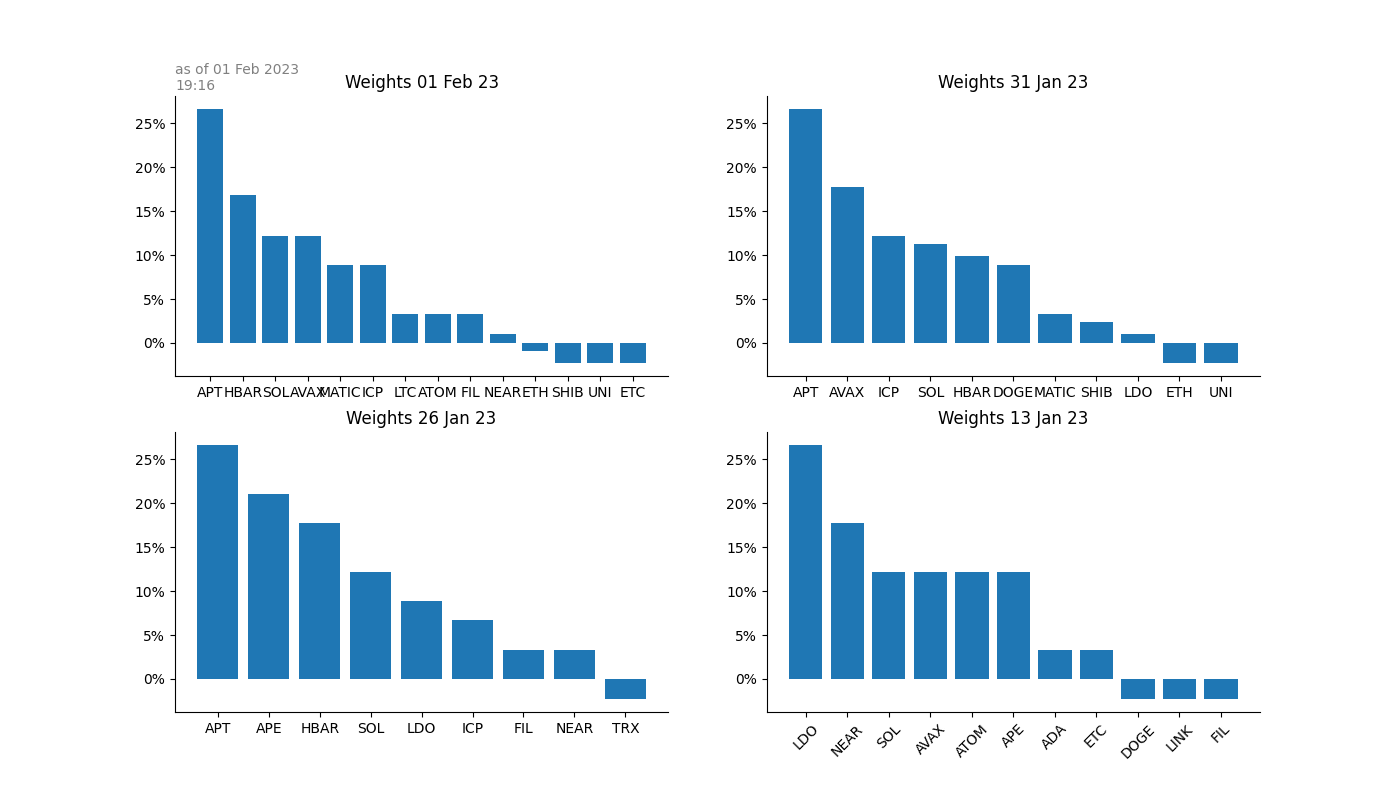 as of 01 Feb 2023
19:16
Weights 01 Feb 23
25%
20%
15%
10%
5%
0%
APT HBAR SOL AVAX MATIC ICP LTC ATOM FIL NEAR ETH SHIB UNI ETC
Weights 31 Jan 23
25%
20%
15%
10%
5%
0%
APT AVAX ICP SOL HBAR DOGE MATIC SHIB LDO ETH UNI
Weights 26 Jan 23
25%
20%
15%
10%
5%
0%
APT APE HBAR SOL LDO ICP FIL NEAR TRX
Weights 13 Jan 23
25%
20%
15%
10%
5%
0%
LDO NEAR SOL AVAX ATOM APE ADA ETC DOGE LINK FIL